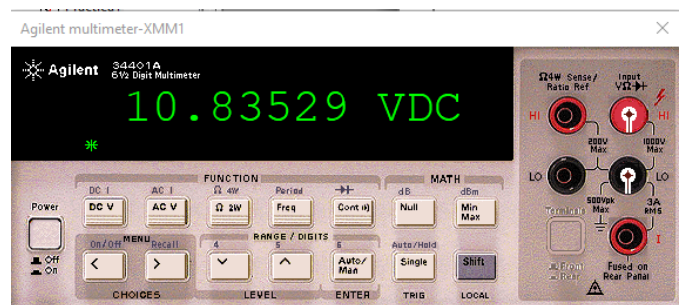 Agilent multimeter-XMM1
Agilent 34401A
6½ Digit Multimeter
10.83529 VDC
FUNCTION
MATH
DC I AC I Ω 4W Period dB dBm
Power DC V AC V Ω 2W Freq Cont Null Min Max
Off
On
MENU
RANGE / DIGITS
On/Off Recall 4 5 6 Auto/Hold
< > Auto/Man Single Shift
CHOICES LEVEL ENTER TRIG LOCAL
Ω4W Sense/
Ratio Ref
Input
VΩ
HI HI
200V
Max
1000V
Max
LO LO
500Vpk
Max
3A
RMS
Terminals
I
Front
Rear
Fused on
Rear Panal